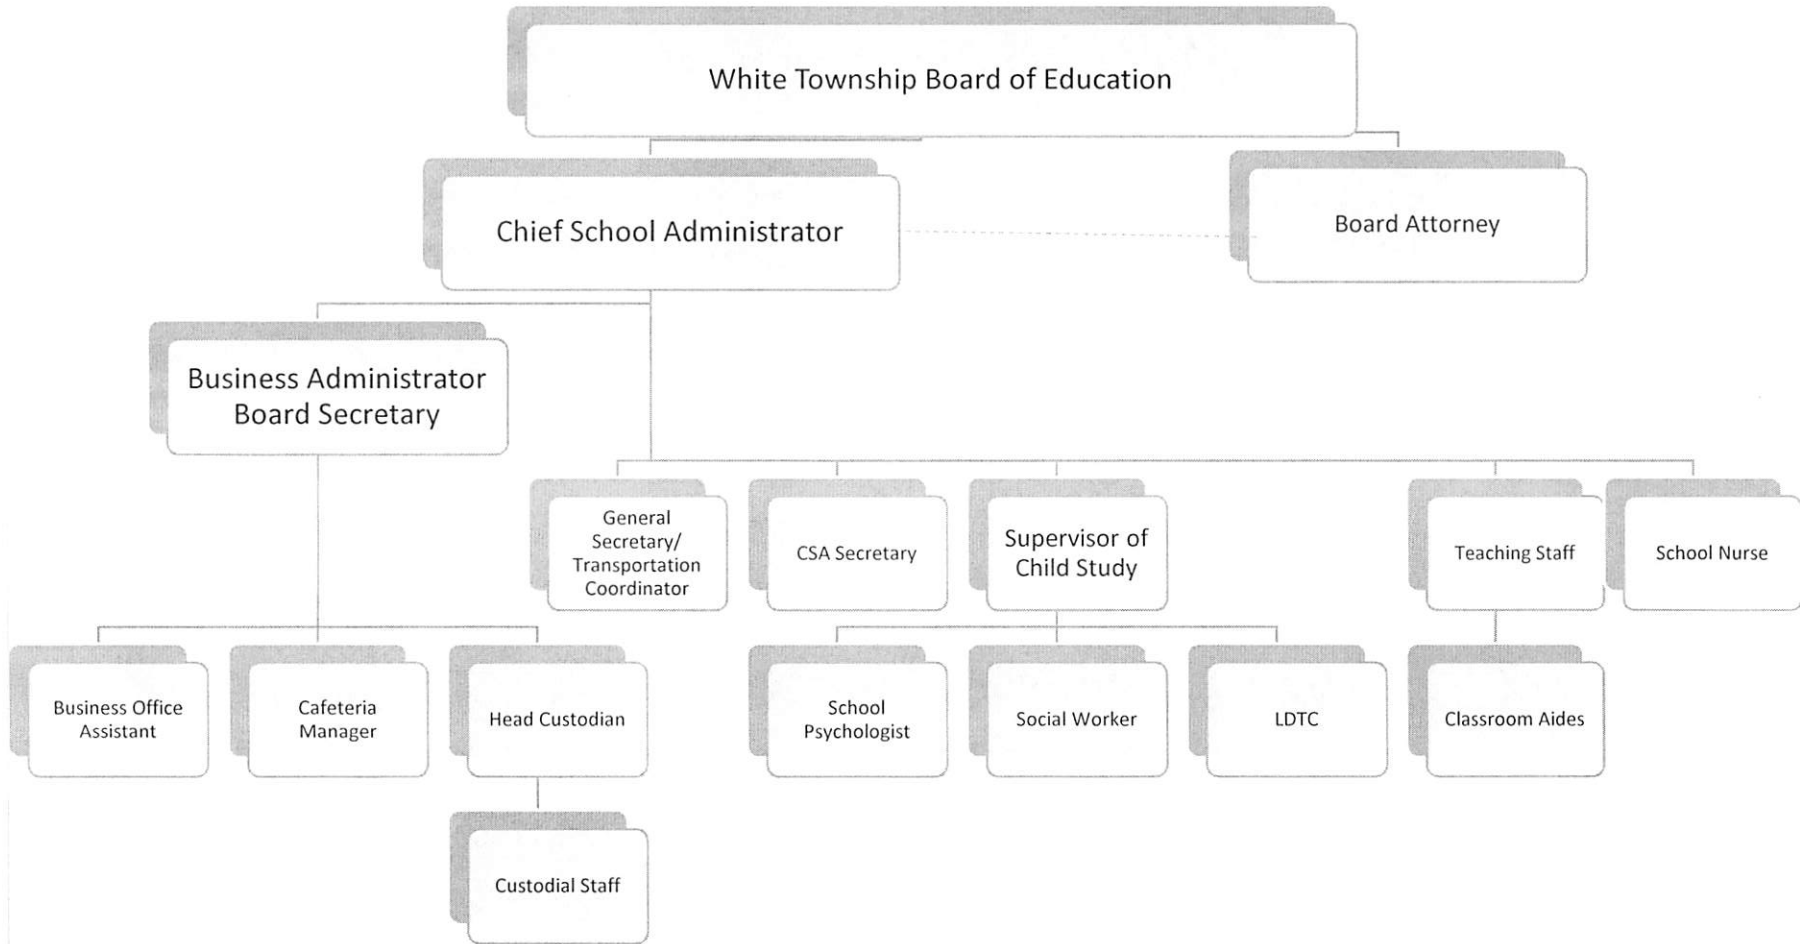 White Township Board of Education
Chief School Administrator
Board Attorney
Business Administrator
Board Secretary
General
Secretary/
Transportation
Coordinator
CSA Secretary
Supervisor of
Child Study
Teaching Staff
School Nurse
Business Office
Assistant
Cafeteria
Manager
Head Custodian
School
Psychologist
Social Worker
LDTC
Classroom Aides
Custodial Staff